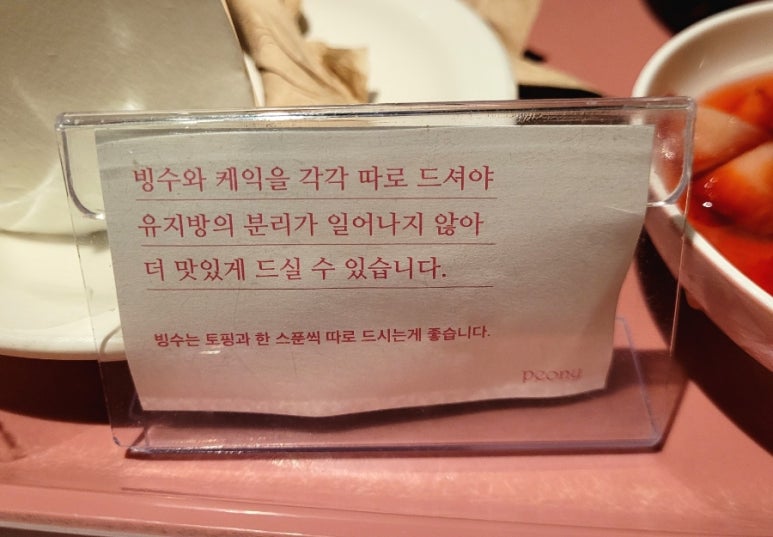 빙수와 케익을 각각 따로 드셔야
유지방의 분리가 일어나지 않아
더 맛있게 드실 수 있습니다.
빙수는 토핑과 한 스푼씩 따로 드시는게 좋습니다.
peony